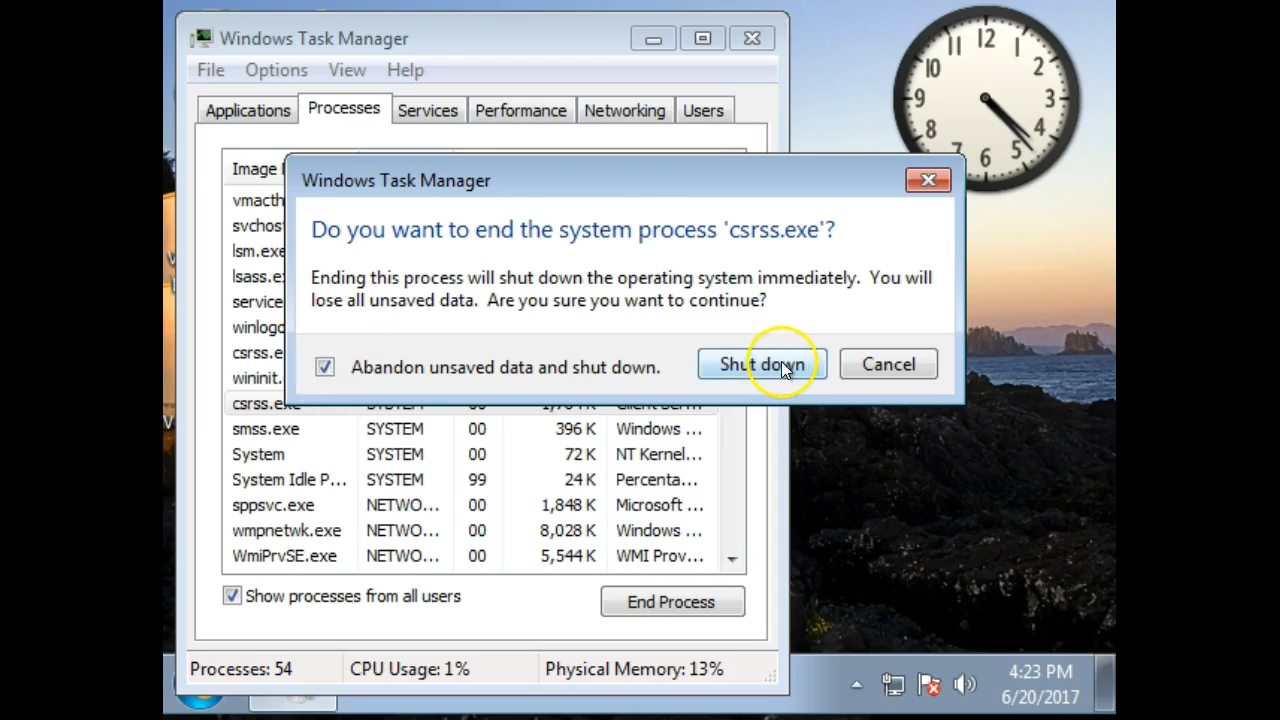 Windows Task Manager
File Options View Help
Applications Processes Services Performance Networking Users
12
11 1
10 2
9 3
8 4
7 6 5
Image
Windows Task Manager
Do you want to end the system process 'csrss.exe'?
Ending this process will shut down the operating system immediately. You will
lose all unsaved data. Are you sure you want to continue?
Abandon unsaved data and shut down. Shut down Cancel
vmacth
svchos
lsm.exe
lsass.e
service
winlogo
csrss.e
wininit.
csrss.exe SYSTEM 00
smss.exe SYSTEM 00 396 K Windows ...
System SYSTEM 00 72 K NT Kernel...
System Idle P... SYSTEM 99 24 K Percenta...
sppsvc.exe NETWO... 00 1,848 K Microsoft ...
wmpnetwk.exe NETWO... 00 8,028 K Windows ...
WmiPrvSE.exe NETWO... 00 5,544 K WMI Prov...
Show processes from all users End Process
Processes: 54 CPU Usage: 1% Physical Memory: 13%
4:23 PM
6/20/2017